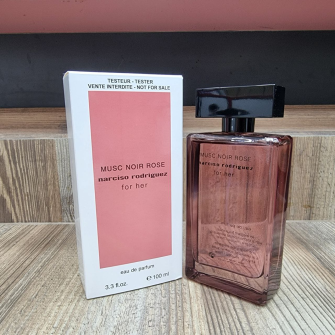 TESTEUR - TESTER
VENTE INTERDITE - NOT FOR SALE
MUSC NOIR ROSE
narciso rodriguez
for her
eau de parfum
3.3 fl.oz. ℮ 100 ml
MUSC NOIR ROSE
narciso rodriguez
for her